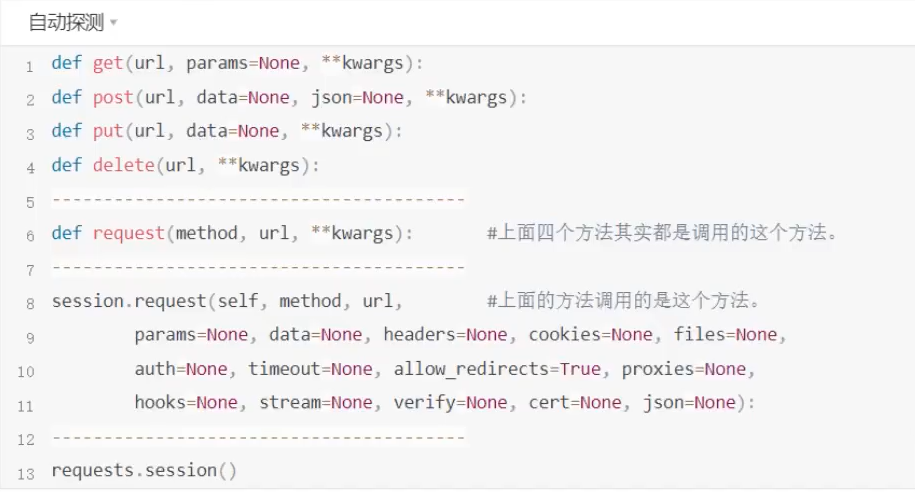 自动探测
1 def get(url, params=None, **kwargs):
2 def post(url, data=None, json=None, **kwargs):
3 def put(url, data=None, **kwargs):
4 def delete(url, **kwargs):
5 ----------------------------------------
6 def request(method, url, **kwargs): #上面四个方法其实都是调用的这个方法。
7 ----------------------------------------
8 session.request(self, method, url, #上面的方法调用的是这个方法。
9 params=None, data=None, headers=None, cookies=None, files=None,
10 auth=None, timeout=None, allow_redirects=True, proxies=None,
11 hooks=None, stream=None, verify=None, cert=None, json=None):
12 ----------------------------------------
13 requests.session()